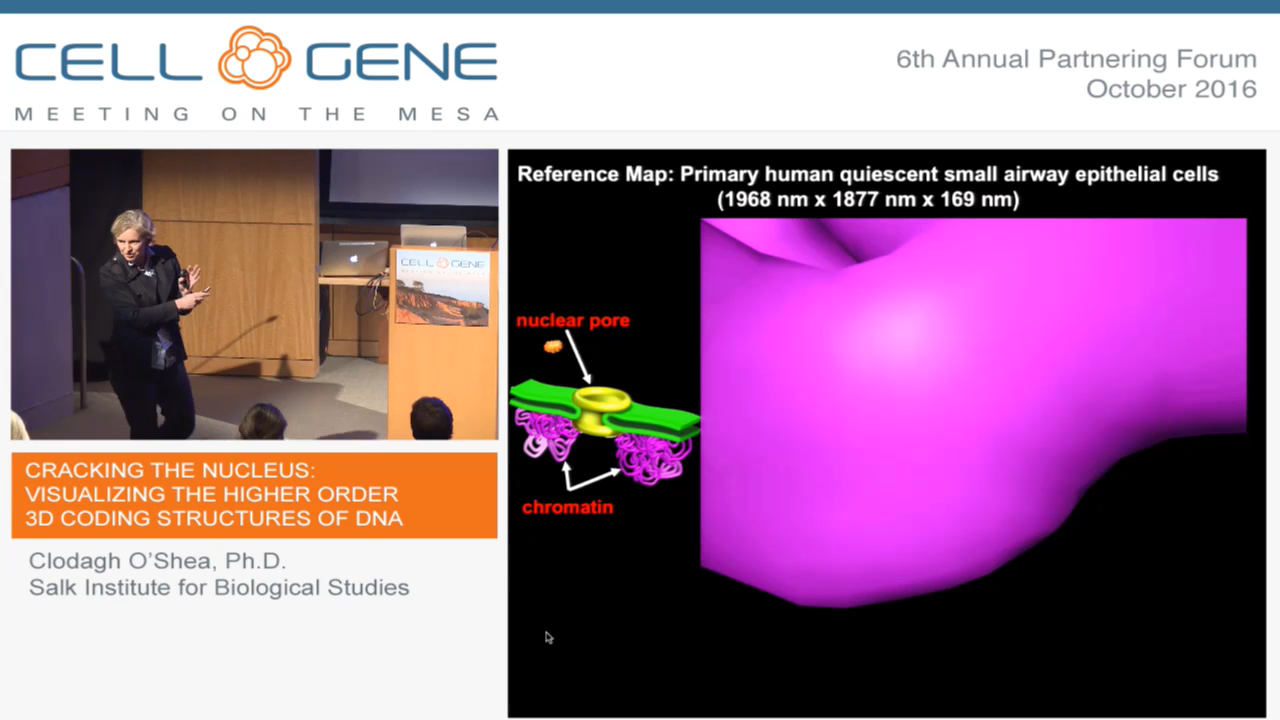 CELL GENE
MEETING ON THE MESA
6th Annual Partnering Forum
October 2016
CELL GENE
Reference Map: Primary human quiescent small airway epithelial cells
(1968 nm x 1877 nm x 169 nm)
nuclear pore
chromatin
CRACKING THE NUCLEUS:
VISUALIZING THE HIGHER ORDER
3D CODING STRUCTURES OF DNA
Clodagh O'Shea, Ph.D.
Salk Institute for Biological Studies